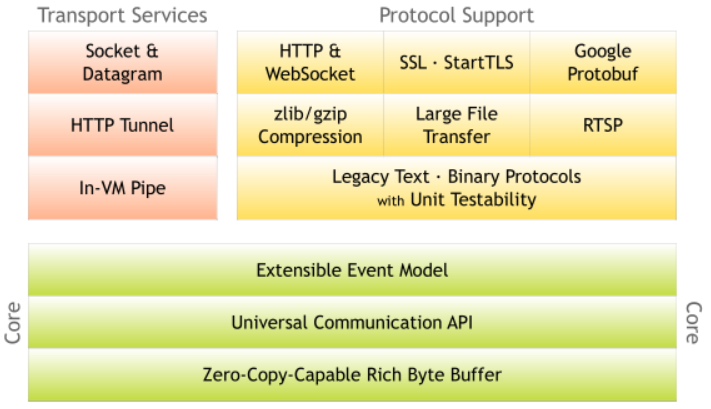 Transport Services
Protocol Support
Socket &
Datagram
HTTP &
WebSocket
SSL · StartTLS
Google
Protobuf
HTTP Tunnel
zlib/gzip
Compression
Large File
Transfer
RTSP
In-VM Pipe
Legacy Text · Binary Protocols
with Unit Testability
Core
Extensible Event Model
Universal Communication API
Zero-Copy-Capable Rich Byte Buffer
Core